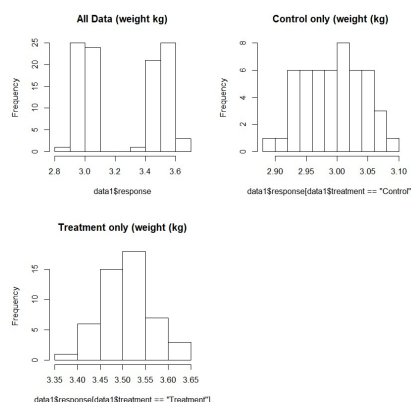 All Data (weight kg)
Frequency
0 5 10 15 20 25
2.8 3.0 3.2 3.4 3.6
data1$response
Control only (weight (kg)
Frequency
0 2 4 6 8
2.90 2.95 3.00 3.05 3.10
data1$response[data1$treatment == "Control"
Treatment only (weight (kg)
Frequency
0 5 10 15
3.35 3.40 3.45 3.50 3.55 3.60 3.65
data1$response[data1$treatment == "Treatment"]